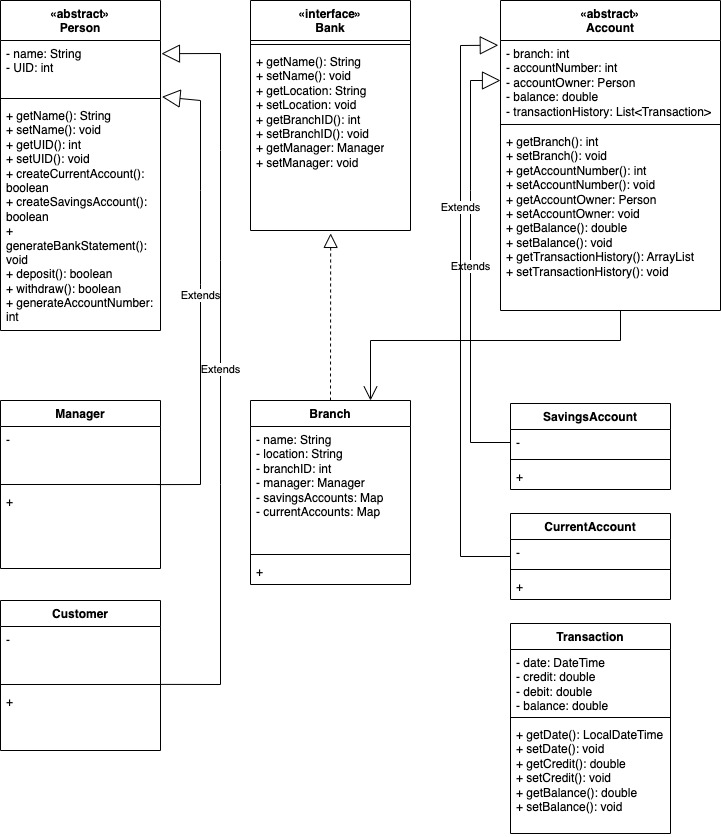 «abstract»
Person
- name: String
- UID: int
+ getName(): String
+ setName(): void
+ getUID(): int
+ setUID(): void
+ createCurrentAccount():
boolean
+ createSavingsAccount():
boolean
+
generateBankStatement():
void
+ deposit(): boolean
+ withdraw(): boolean
+ generateAccountNumber:
int
«interface»
Bank
+ getName(): String
+ setName(): void
+ getLocation: String
+ setLocation: void
+ getBranchID(): int
+ setBranchID(): void
+ getManager: Manager
+ setManager: void
«abstract»
Account
- branch: int
- accountNumber: int
- accountOwner: Person
- balance: double
- transactionHistory: List<Transaction>
+ getBranch(): int
+ setBranch(): void
+ getAccountNumber(): int
+ setAccountNumber(): void
+ getAccountOwner: Person
+ setAccountOwner: void
+ getBalance(): double
+ setBalance(): void
+ getTransactionHistory(): ArrayList
+ setTransactionHistory(): void
Extends
Extends
Extends
Extends
Manager
-
+
Branch
- name: String
- location: String
- branchID: int
- manager: Manager
- savingsAccounts: Map
- currentAccounts: Map
+
SavingsAccount
-
+
CurrentAccount
-
+
Customer
-
+
Transaction
- date: DateTime
- credit: double
- debit: double
- balance: double
+ getDate(): LocalDateTime
+ setDate(): void
+ getCredit(): double
+ setCredit(): void
+ getBalance(): double
+ setBalance(): void